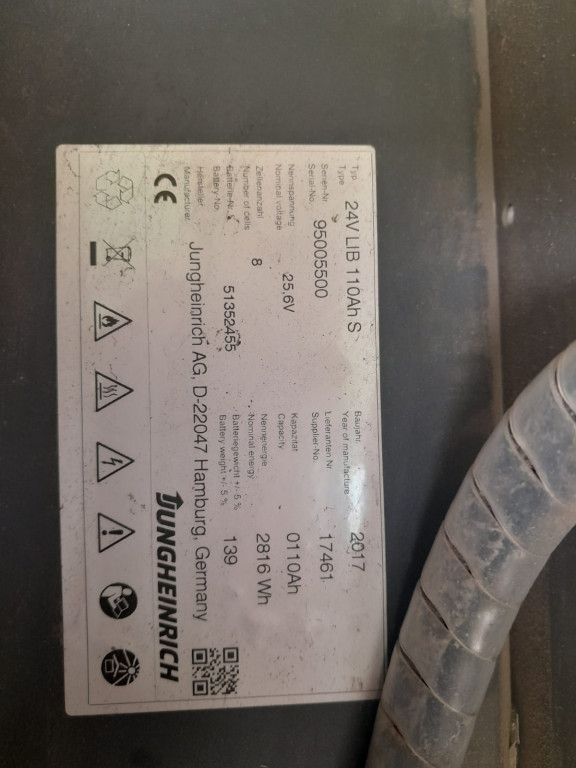 Typ
Type
24V LIB 110Ah S
Baujahr
Year of manufacture
2017
Serien-Nr.
Serial-No.
95005500
Lieferanten Nr.
Supplier-No.
17461
Nennspannung
Nominal voltage
25,6V
Kapazität
Capacity
0110Ah
Zellenanzahl
Number of cells
8
Nennenergie
Nominal energy
2816 Wh
Batterie-Nr.
Battery-No.
51352455
Batteriegewicht +/- 5 %
Battery weight +/- 5 %
139
Hersteller
Manufacturer
Jungheinrich AG, D-22047 Hamburg, Germany
CE
JUNGHEINRICH